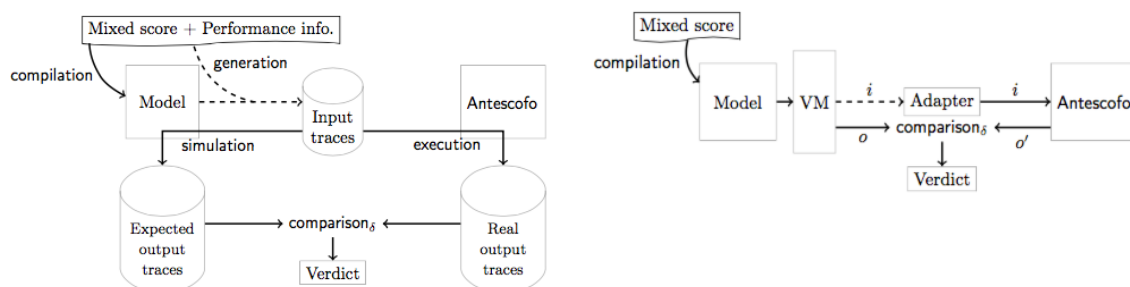 Mixed score + Performance info.
compilation
generation
Model
Input
traces
Antescofo
simulation
execution
Expected
output
traces
comparisonδ
Real
output
traces
Verdict
Mixed score
compilation
Model
VM
i
Adapter
i
Antescofo
o
comparisonδ
o'
Verdict